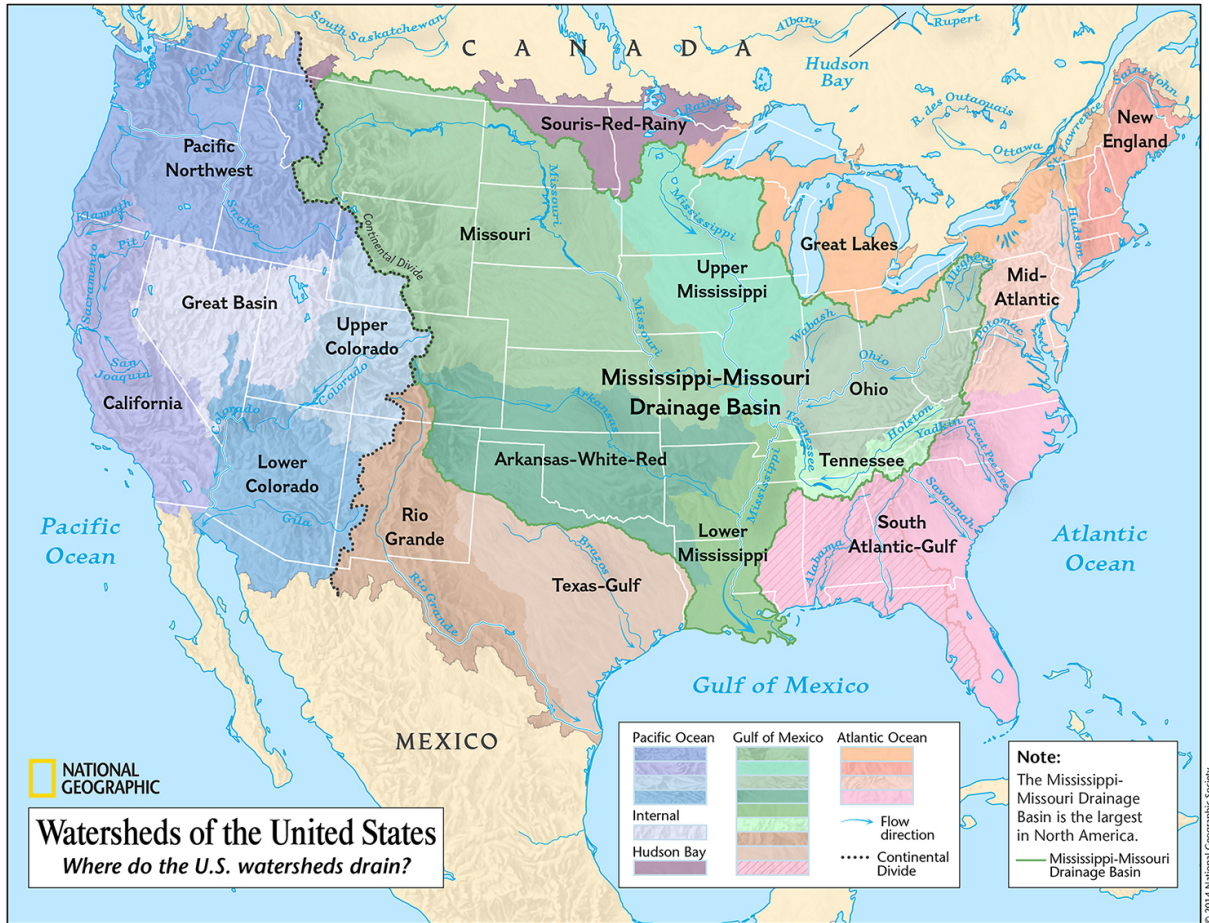 South Saskatchewan
Albany
Rupert
CANADA
Hudson
Bay
Columbia
Saint John
R. des Outaouais
Rainy
St. Lawrence
New
England
Souris-Red-Rainy
Ottawa
Pacific
Northwest
Missouri
Mississippi
Klamath
Snake
Hudson
Continental Divide
Missouri
Great Lakes
Pit
Sacramento
Allegheny
Upper
Mississippi
Mid-
Atlantic
Great Basin
Missouri
Wabash
Potomac
Upper
Colorado
San
Joaquin
Colorado
Ohio
Ohio
Mississippi-Missouri
Drainage Basin
California
Colorado
Arkansas
Tennessee
Holston
Yadkin
Great Pee Dee
Arkansas-White-Red
Tennessee
Lower
Colorado
Mississippi
Savannah
Gila
Rio
Grande
Lower
Mississippi
South
Atlantic-Gulf
Pacific
Ocean
Atlantic
Ocean
Brazos
Alabama
Texas-Gulf
Rio Grande
Gulf of Mexico
MEXICO
NATIONAL
GEOGRAPHIC
Watersheds of the United States
Where do the U.S. watersheds drain?
Pacific Ocean
Internal
Hudson Bay
Gulf of Mexico
Atlantic Ocean
Flow
direction
Continental
Divide
Note:
The Mississippi-
Missouri Drainage
Basin is the largest
in North America.
Mississippi-Missouri
Drainage Basin
© 2014 National Geographic Society